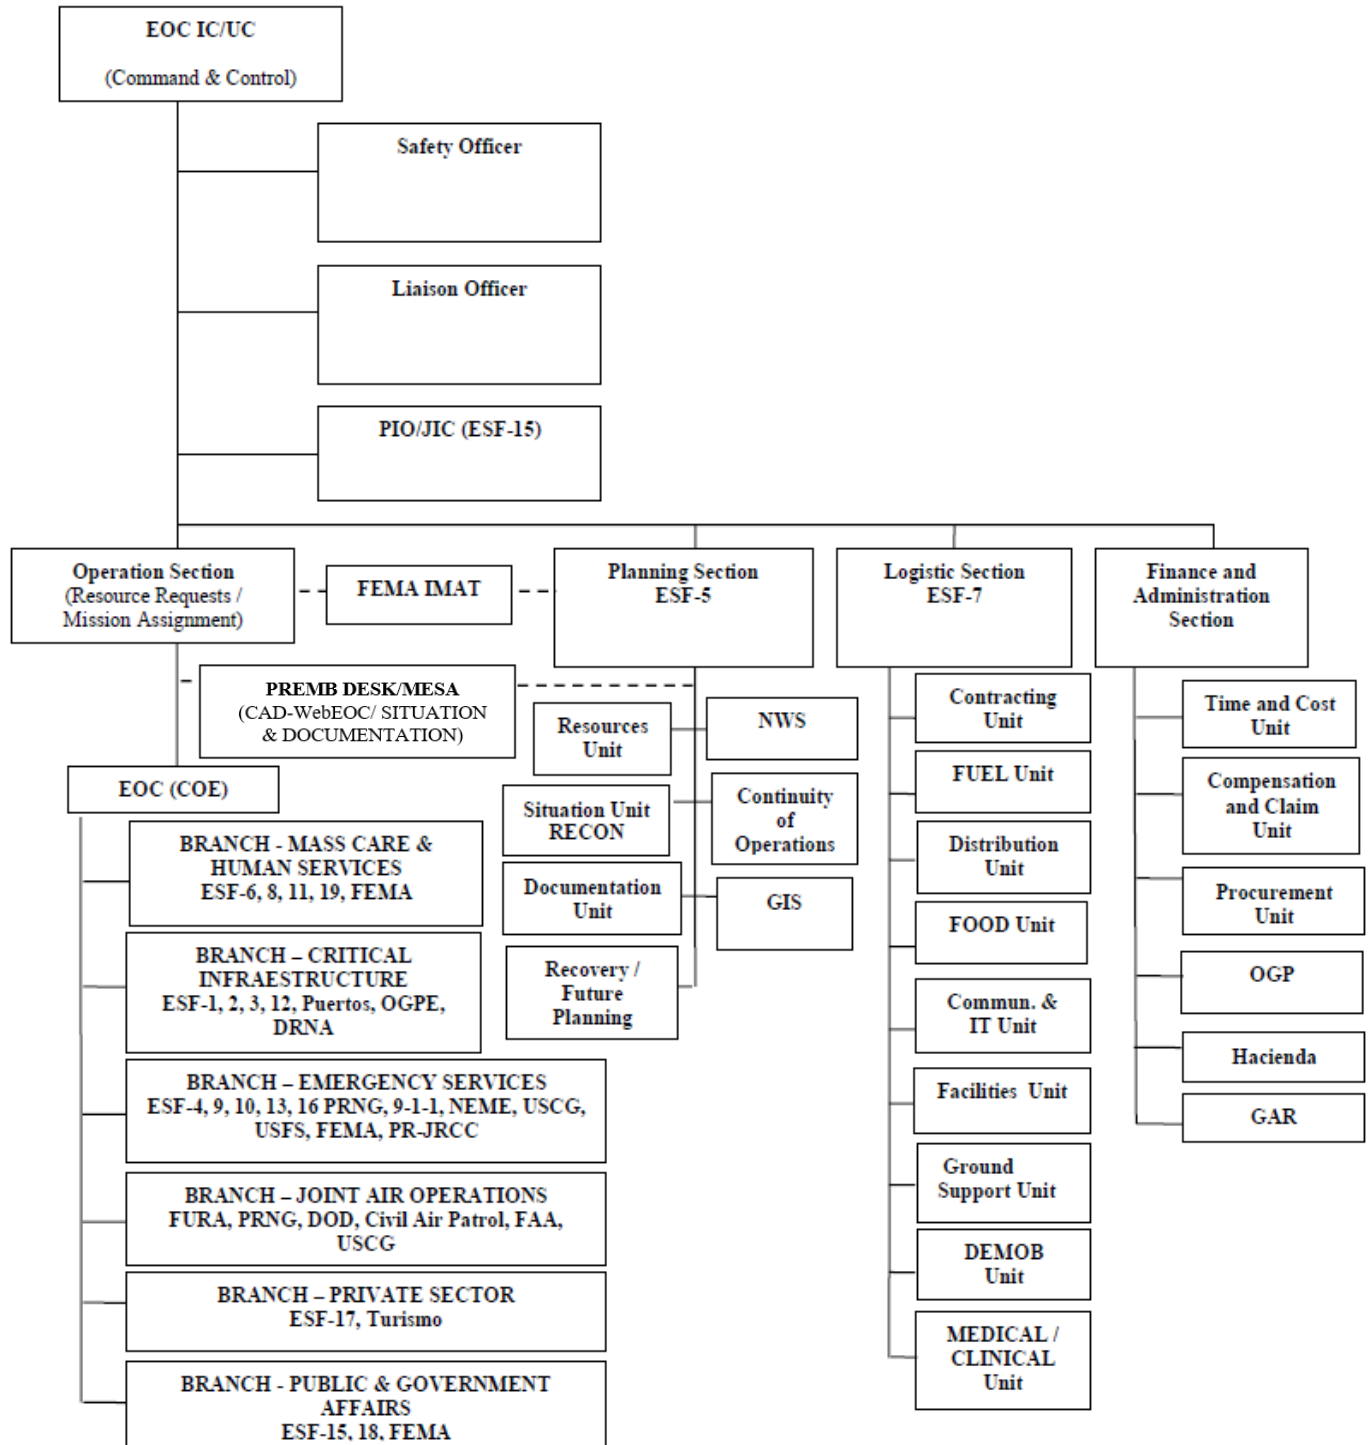 EOC IC/UC
(Command & Control)
Safety Officer
Liaison Officer
PIO/JIC (ESF-15)
Operation Section
(Resource Requests /
Mission Assignment)
FEMA IMAT
Planning Section
ESF-5
Logistic Section
ESF-7
Finance and
Administration
Section
PREMB DESK/MESA
(CAD-WebEOC/ SITUATION
& DOCUMENTATION)
EOC (COE)
BRANCH - MASS CARE &
HUMAN SERVICES
ESF-6, 8, 11, 19, FEMA
BRANCH – CRITICAL
INFRAESTRUCTURE
ESF-1, 2, 3, 12, Puertos, OGPE,
DRNA
BRANCH – EMERGENCY SERVICES
ESF-4, 9, 10, 13, 16 PRNG, 9-1-1, NEME, USCG,
USFS, FEMA, PR-JRCC
BRANCH – JOINT AIR OPERATIONS
FURA, PRNG, DOD, Civil Air Patrol, FAA,
USCG
BRANCH – PRIVATE SECTOR
ESF-17, Turismo
BRANCH - PUBLIC & GOVERNMENT
AFFAIRS
ESF-15, 18, FEMA
Resources
Unit
NWS
Situation Unit
RECON
Continuity
of
Operations
Documentation
Unit
GIS
Recovery /
Future
Planning
Contracting
Unit
FUEL Unit
Distribution
Unit
FOOD Unit
Commun. &
IT Unit
Facilities Unit
Ground
Support Unit
DEMOB
Unit
MEDICAL /
CLINICAL
Unit
Time and Cost
Unit
Compensation
and Claim
Unit
Procurement
Unit
OGP
Hacienda
GAR